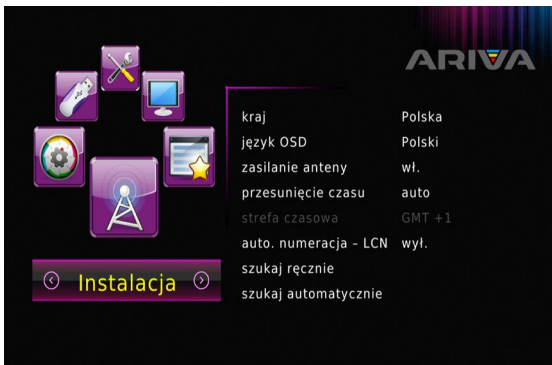 ARIVA
kraj Polska
język OSD Polski
zasilanie anteny wł.
przesunięcie czasu auto
strefa czasowa GMT +1
auto. numeracja – LCN wył.
szukaj ręcznie
szukaj automatycznie
Instalacja